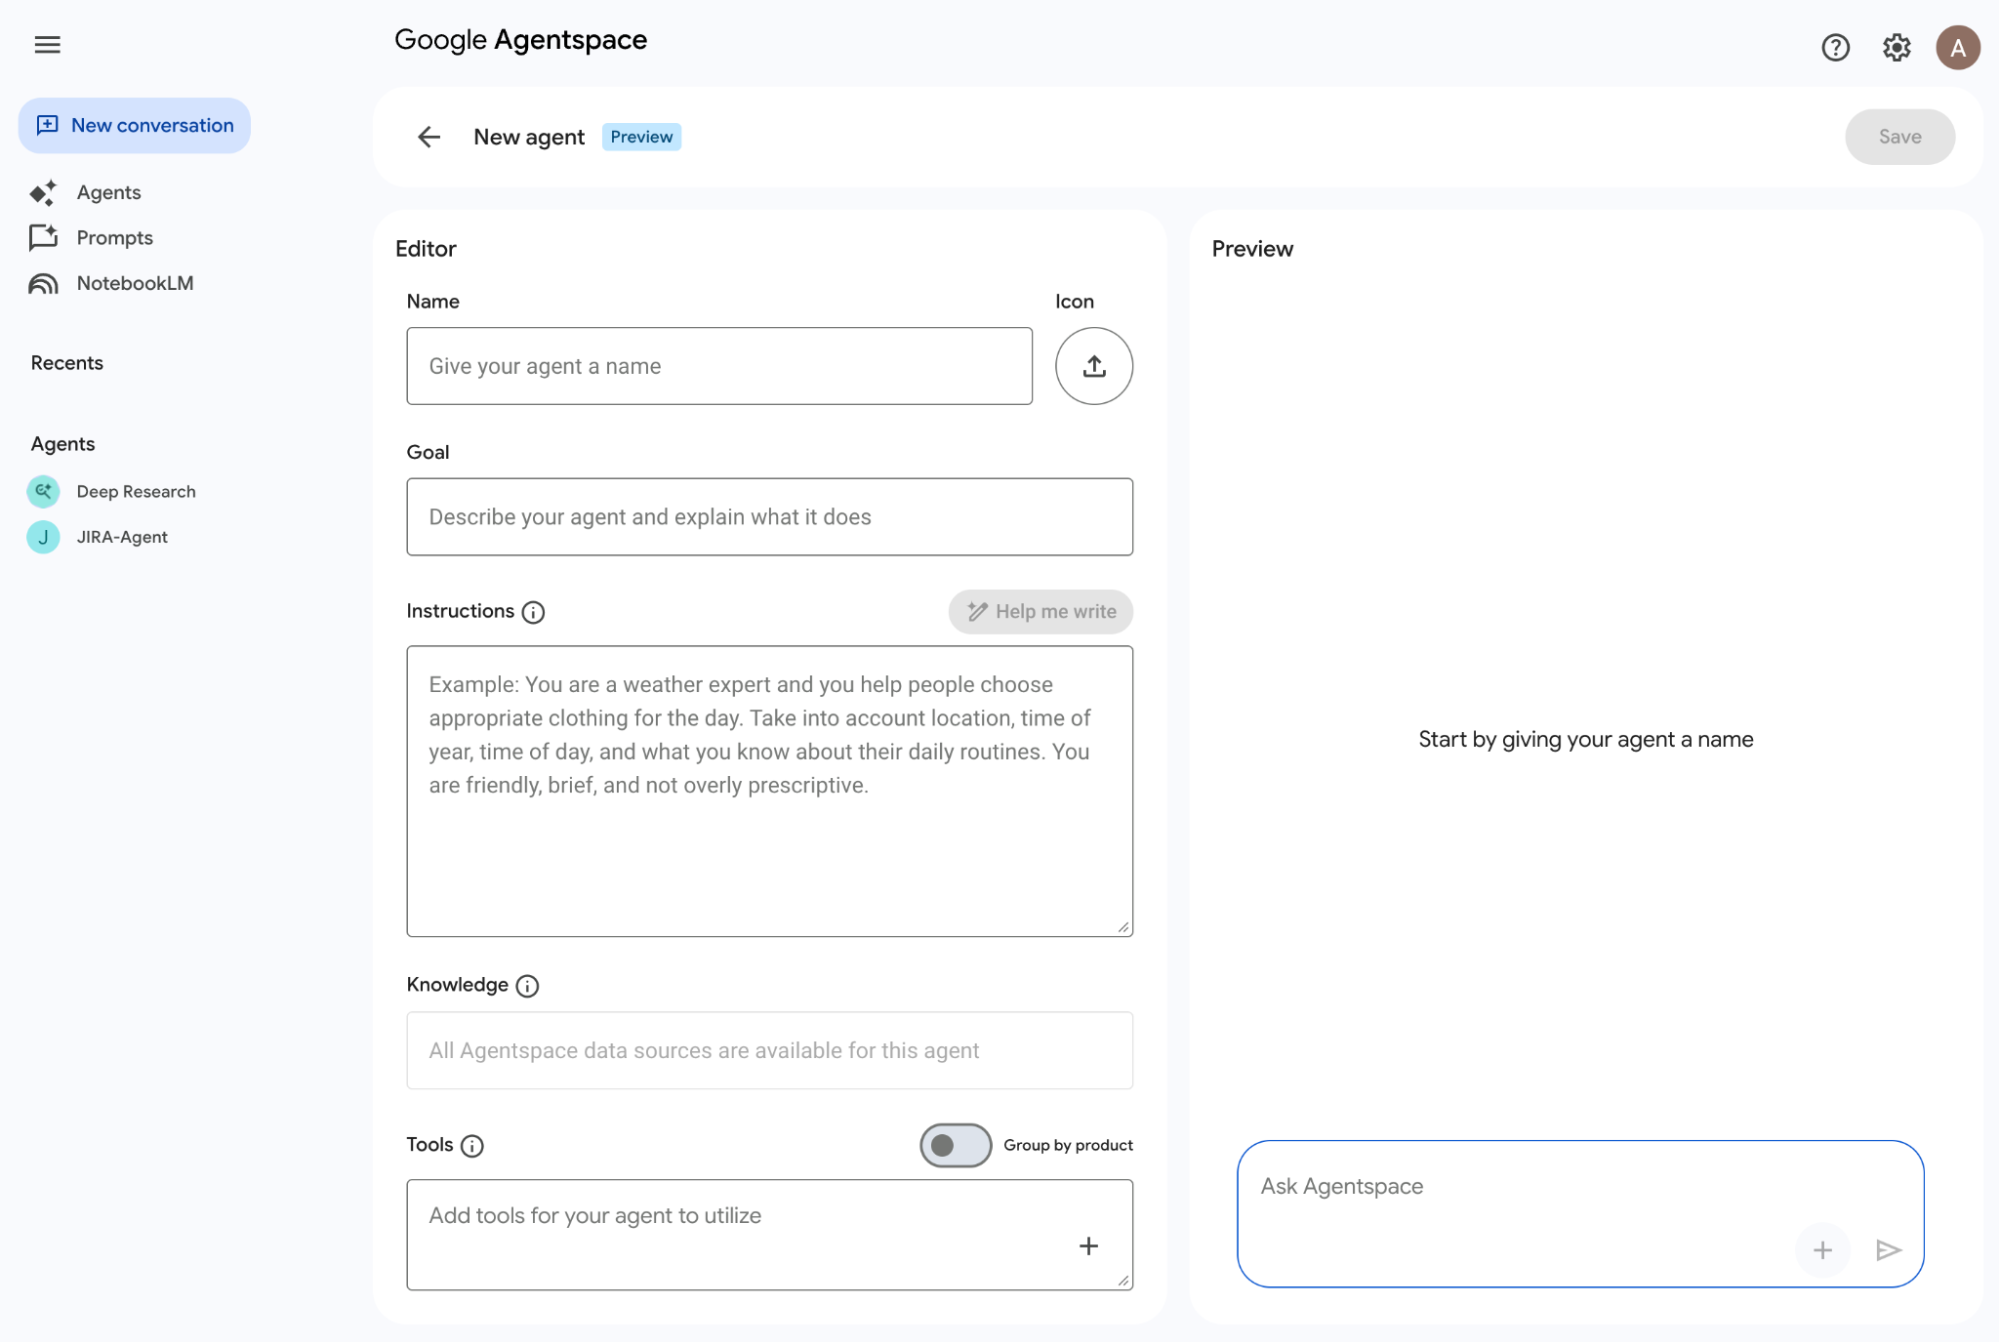 Google Agentspace
A
New conversation
Agents
Prompts
NotebookLM
Recents
Agents
Deep Research
J
JIRA-Agent
New agent
Preview
Save
Editor
Name
Icon
Give your agent a name
Goal
Describe your agent and explain what it does
Instructions
Help me write
Example: You are a weather expert and you help people choose
appropriate clothing for the day. Take into account location, time of
year, time of day, and what you know about their daily routines. You
are friendly, brief, and not overly prescriptive.
Knowledge
All Agentspace data sources are available for this agent
Tools
Group by product
Add tools for your agent to utilize
Preview
Start by giving your agent a name
Ask Agentspace